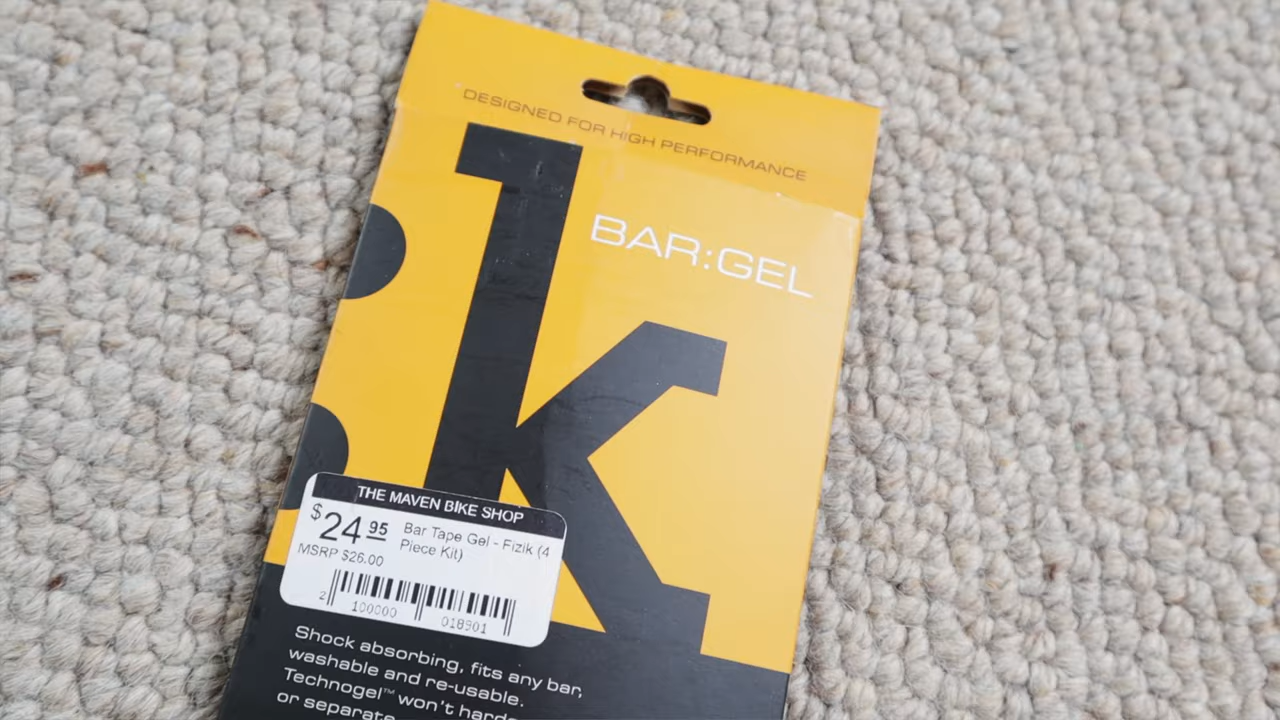 DESIGNED FOR HIGH PERFORMANCE
k
BAR:GEL
THE MAVEN BIKE SHOP
$24.95
Bar Tape Gel - Fizik (4
Piece Kit)
MSRP $26.00
2 100000 018901
Shock absorbing, fits any bar,
washable and re-usable.
Technogel™ won't
or separate